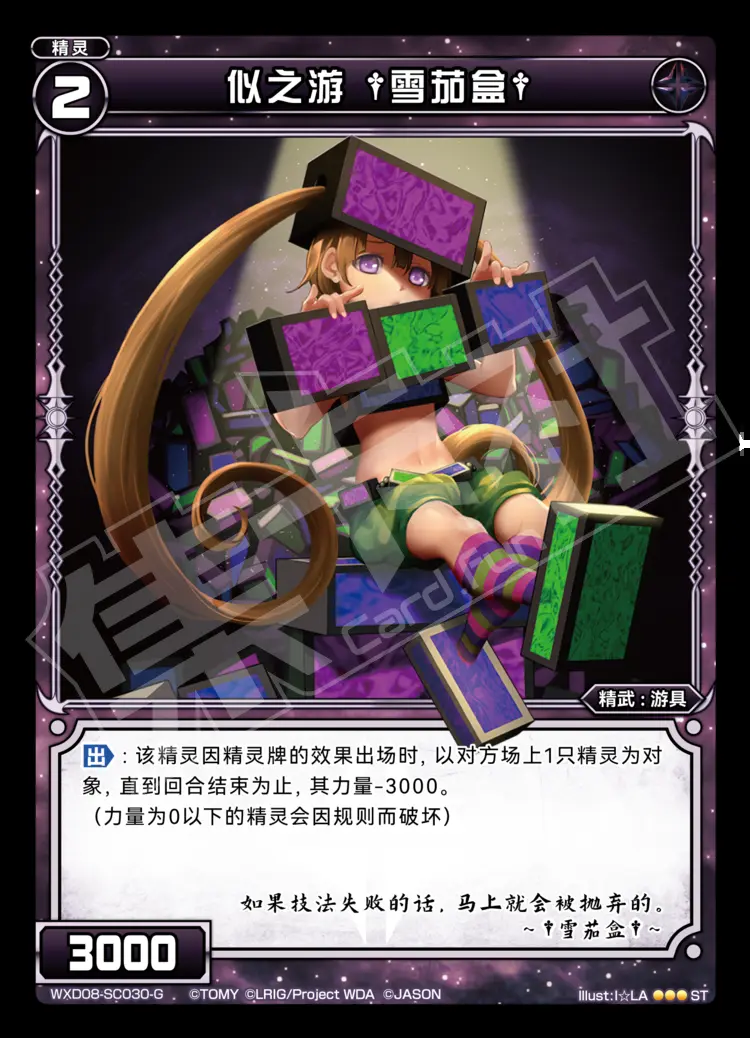 精灵
2
似之游 †雪茄盒†
集卡社
Card Fun
精武：游具
出：该精灵因精灵牌的效果出场时，以对方场上1只精灵为对
象，直到回合结束为止，其力量-3000。
（力量为0以下的精灵会因规则而破坏）
如果技法失败的话，马上就会被抛弃的。
～†雪茄盒†～
3000
WXD08-SC030-G ©TOMY ©LRIG/Project WDA ©JASON
Illust:I☆LA ST